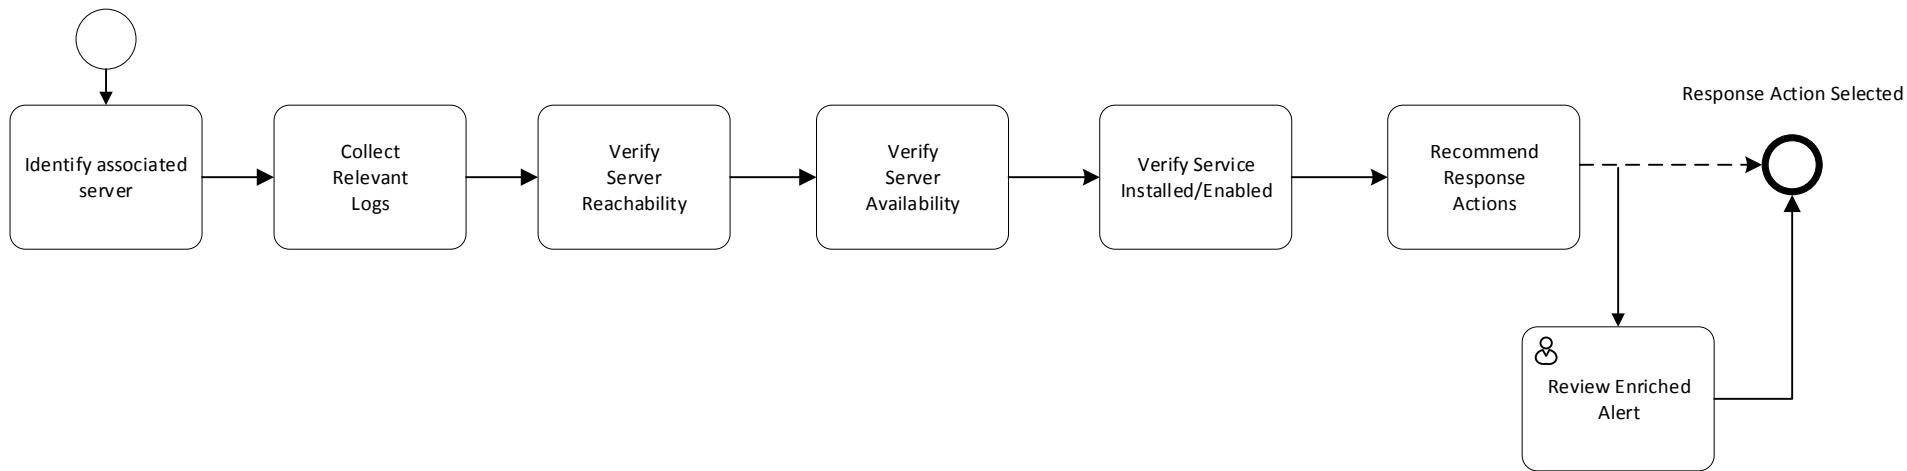 Response Action Selected
Identify associated
server
Collect
Relevant
Logs
Verify
Server
Reachability
Verify
Server
Availability
Verify Service
Installed/Enabled
Recommend
Response
Actions
Review Enriched
Alert